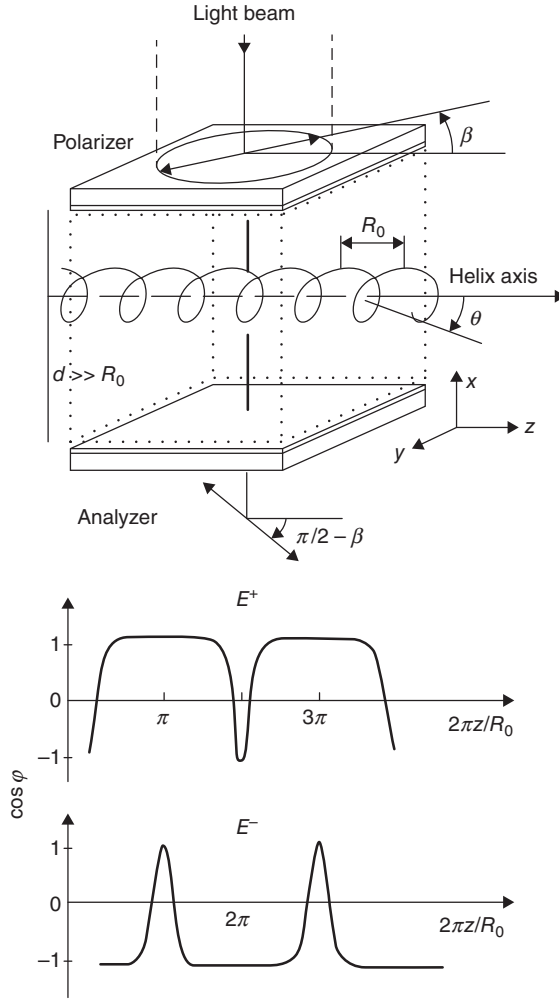 Light beam
Polarizer
β
R₀
Helix axis
θ
d >> R₀
x
y
z
Analyzer
π/2 – β
E⁺
1
0
–1
π
3π
2πz/R₀
cos φ
E⁻
1
0
–1
2π
2πz/R₀